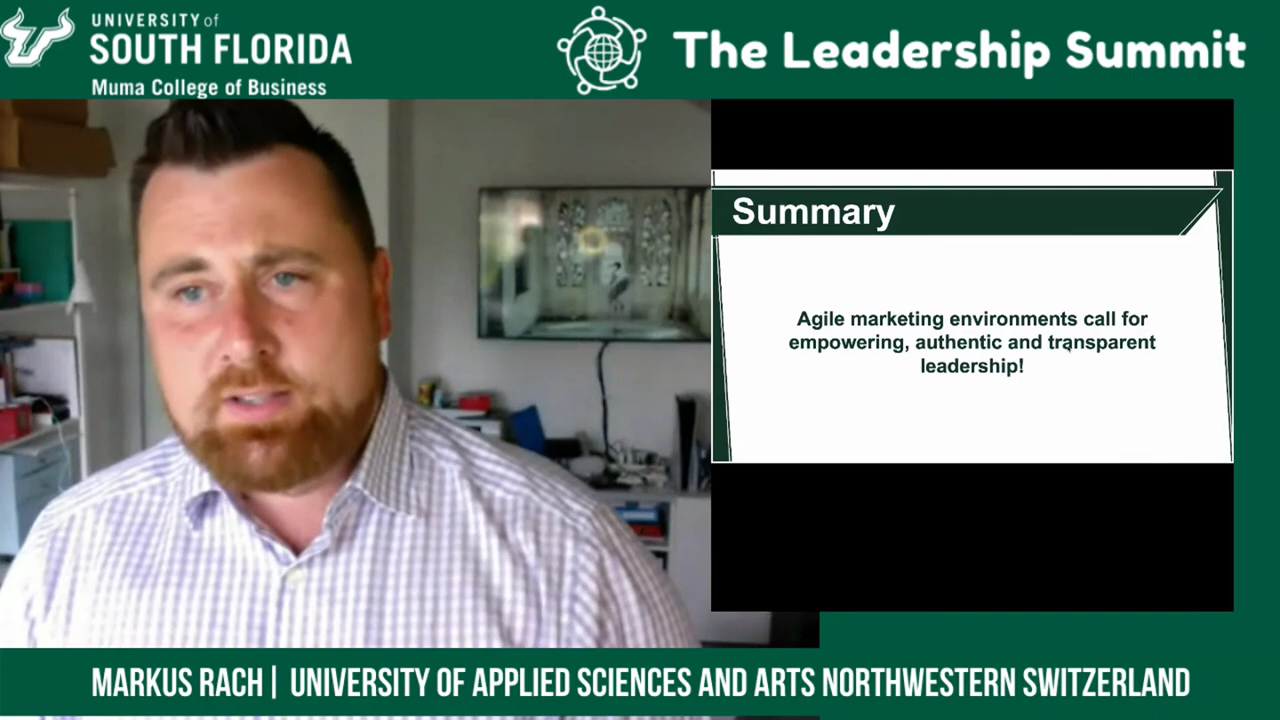 UNIVERSITY of
SOUTH FLORIDA
Muma College of Business
The Leadership Summit
Summary
Agile marketing environments call for
empowering, authentic and transparent
leadership!
MARKUS RACH | UNIVERSITY OF APPLIED SCIENCES AND ARTS NORTHWESTERN SWITZERLAND